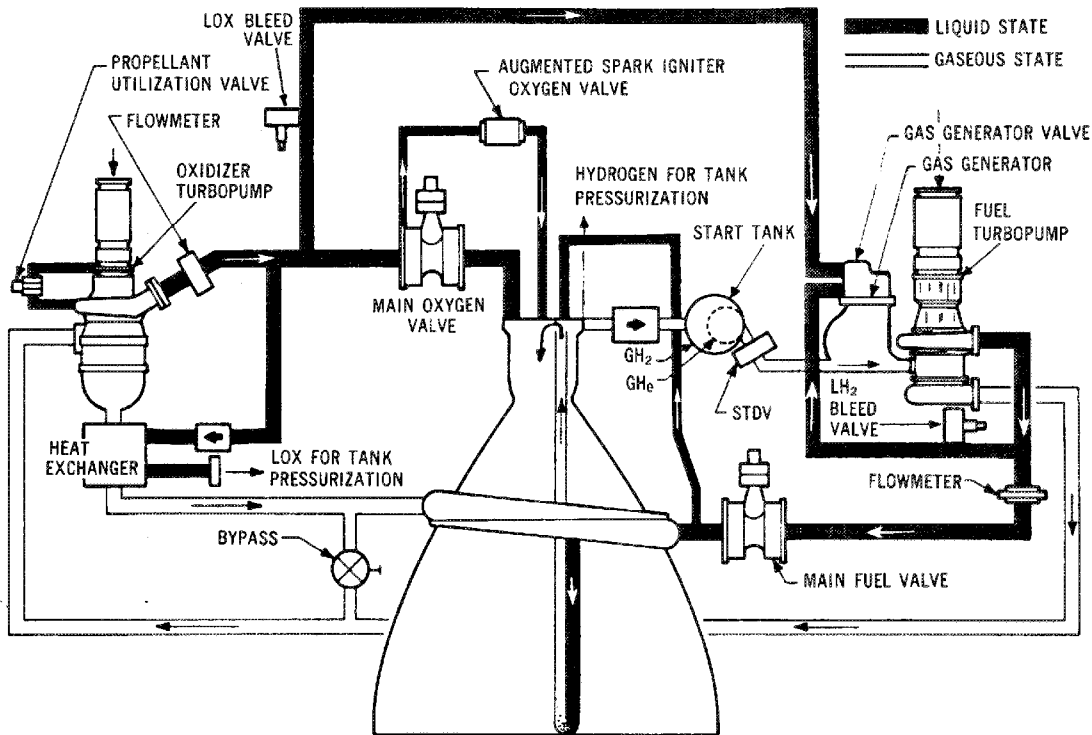 LOX BLEED
VALVE
PROPELLANT
UTILIZATION VALVE
FLOWMETER
OXIDIZER
TURBOPUMP
AUGMENTED SPARK IGNITER
OXYGEN VALVE
LIQUID STATE
GASEOUS STATE
GAS GENERATOR VALVE
GAS GENERATOR
FUEL
TURBOPUMP
HYDROGEN FOR TANK
PRESSURIZATION
START TANK
MAIN OXYGEN
VALVE
GH2
GHe
STDV
LH2
BLEED
VALVE
HEAT
EXCHANGER
LOX FOR TANK
PRESSURIZATION
FLOWMETER
BYPASS
MAIN FUEL VALVE